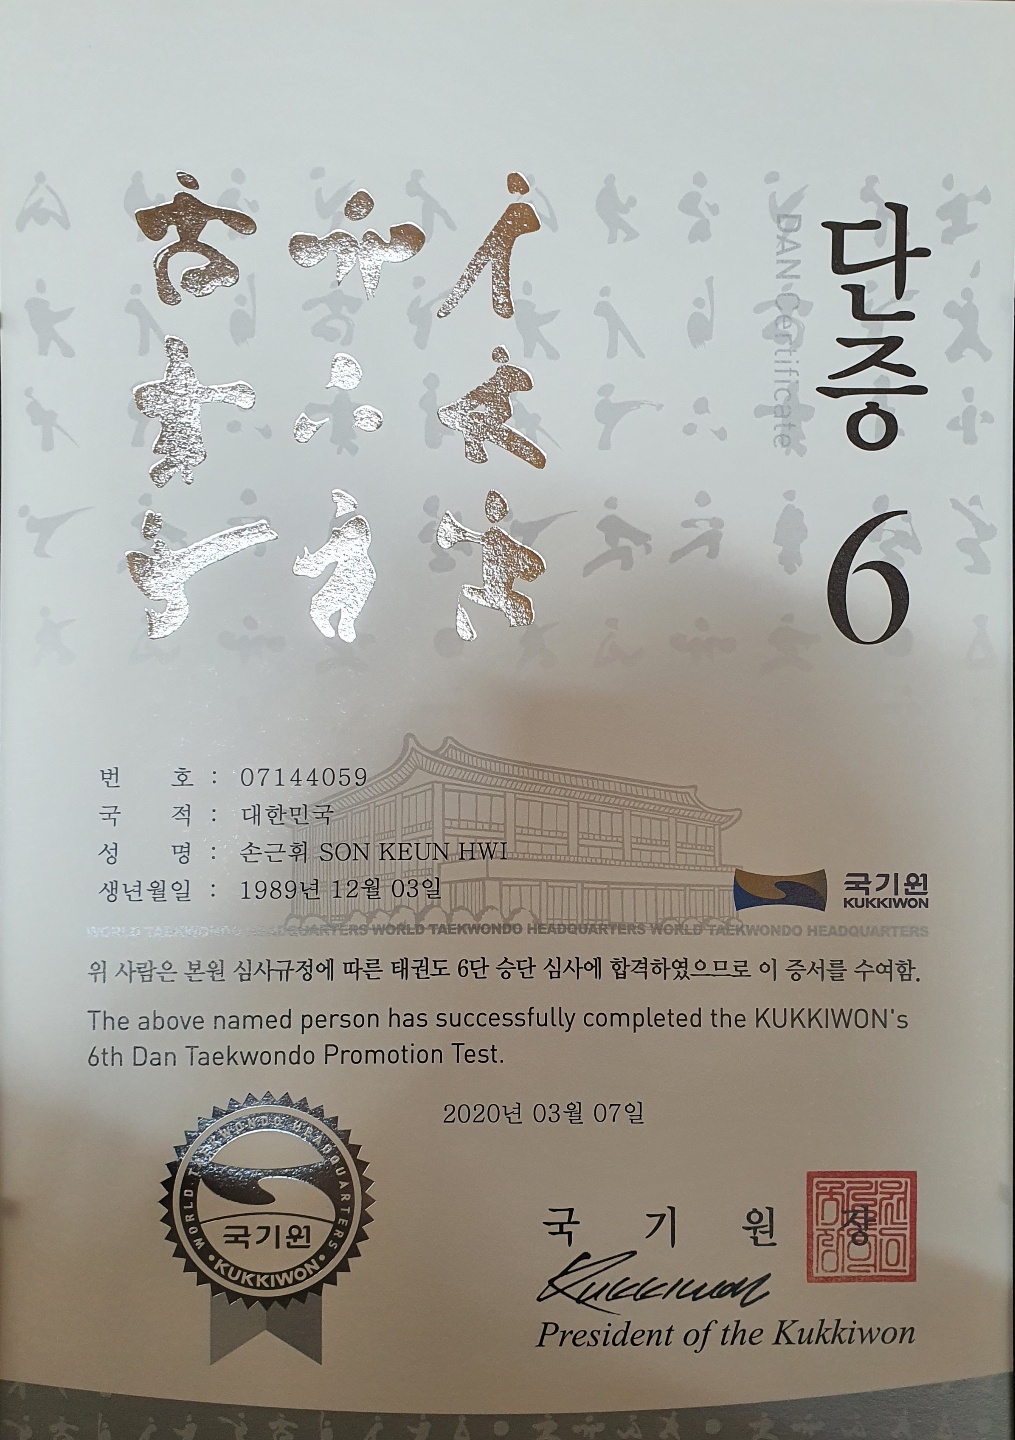 단증
DAN Certificate
6
번 호 : 07144059
국 적 : 대한민국
성 명 : 손근휘 SON KEUN HWI
생년월일 : 1989년 12월 03일
국기원
KUKKIWON
WORLD TAEKWONDO HEADQUARTERS WORLD TAEKWONDO HEADQUARTERS WORLD TAEKWONDO HEADQUARTERS
위 사람은 본원 심사규정에 따른 태권도 6단 승단 심사에 합격하였으므로 이 증서를 수여함.
The above named person has successfully completed the KUKKIWON's
6th Dan Taekwondo Promotion Test.
2020년 03월 07일
WORLD TAEKWONDO HEADQUARTERS
국기원
•KUKKIWON•
국 기 원 장
Kukkiwon
President of the Kukkiwon